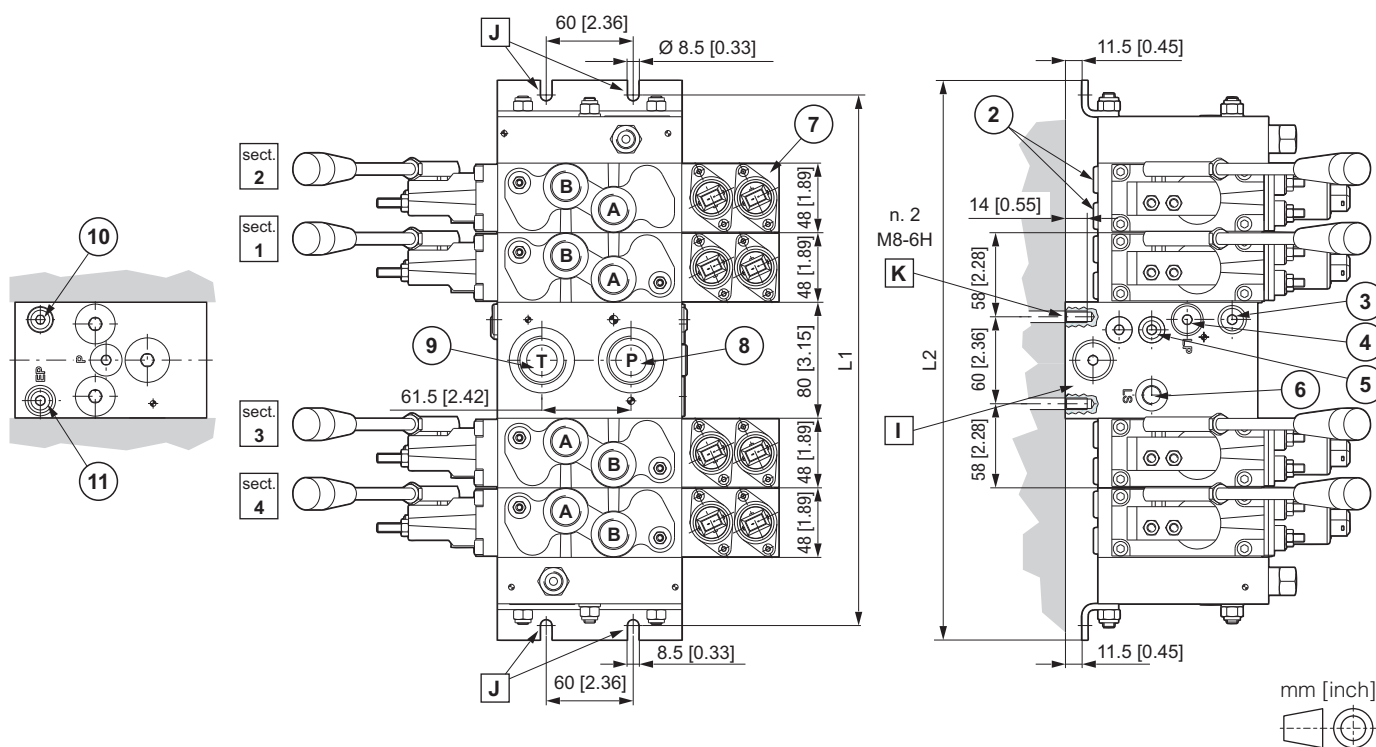 60 [2.36]
J
Ø 8.5 [0.33]
11.5 [0.45]
7
2
sect.
2
B
A
48 [1.89]
14 [0.55]
n. 2
M8-6H
K
sect.
1
B
A
48 [1.89]
58 [2.28]
10
P
EP
11
9
T
P
8
80 [3.15]
61.5 [2.42]
L1
L2
60 [2.36]
3
4
5
6
LP
LS
I
sect.
3
A
B
48 [1.89]
58 [2.28]
sect.
4
A
B
48 [1.89]
J
8.5 [0.33]
60 [2.36]
11.5 [0.45]
mm [inch]